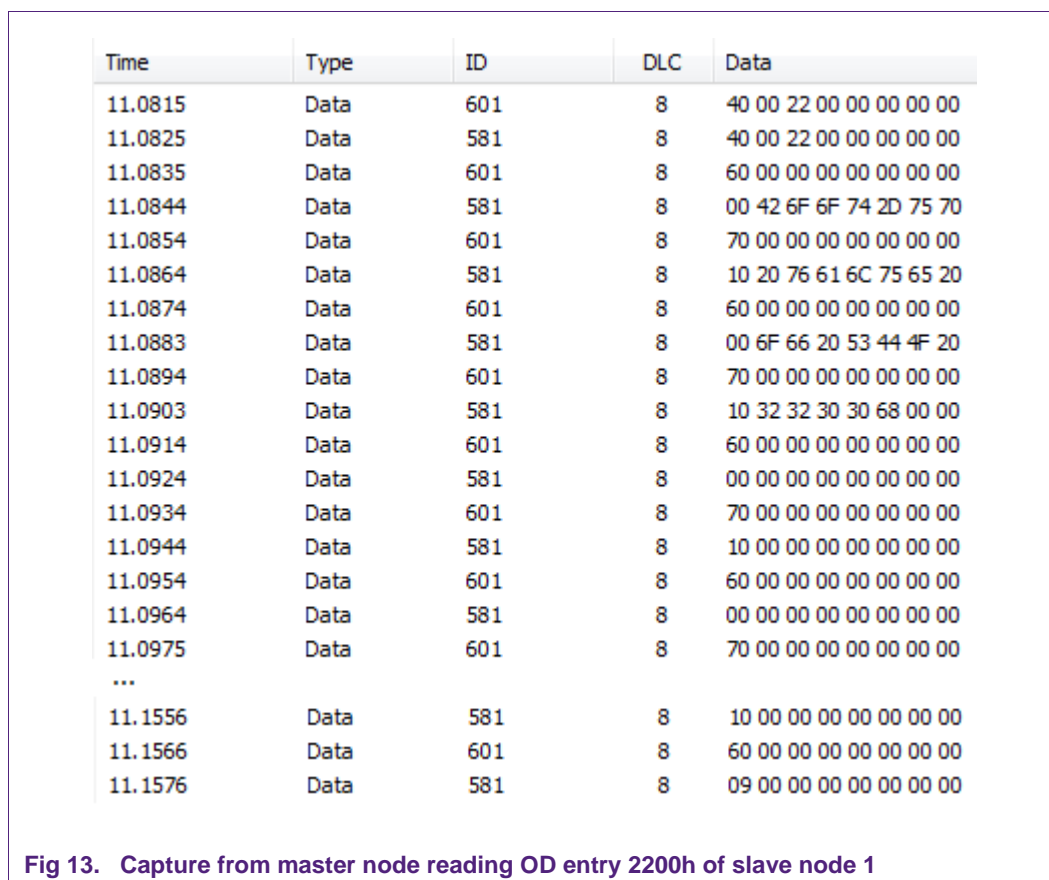 Time Type ID DLC Data
11.0815 Data 601 8 40 00 22 00 00 00 00 00
11.0825 Data 581 8 40 00 22 00 00 00 00 00
11.0835 Data 601 8 60 00 00 00 00 00 00 00
11.0844 Data 581 8 00 42 6F 6F 74 2D 75 70
11.0854 Data 601 8 70 00 00 00 00 00 00 00
11.0864 Data 581 8 10 20 76 61 6C 75 65 20
11.0874 Data 601 8 60 00 00 00 00 00 00 00
11.0883 Data 581 8 00 6F 66 20 53 44 4F 20
11.0894 Data 601 8 70 00 00 00 00 00 00 00
11.0903 Data 581 8 10 32 32 30 30 68 00 00
11.0914 Data 601 8 60 00 00 00 00 00 00 00
11.0924 Data 581 8 00 00 00 00 00 00 00 00
11.0934 Data 601 8 70 00 00 00 00 00 00 00
11.0944 Data 581 8 10 00 00 00 00 00 00 00
11.0954 Data 601 8 60 00 00 00 00 00 00 00
11.0964 Data 581 8 00 00 00 00 00 00 00 00
11.0975 Data 601 8 70 00 00 00 00 00 00 00
...
11.1556 Data 581 8 10 00 00 00 00 00 00 00
11.1566 Data 601 8 60 00 00 00 00 00 00 00
11.1576 Data 581 8 09 00 00 00 00 00 00 00
Fig 13. Capture from master node reading OD entry 2200h of slave node 1